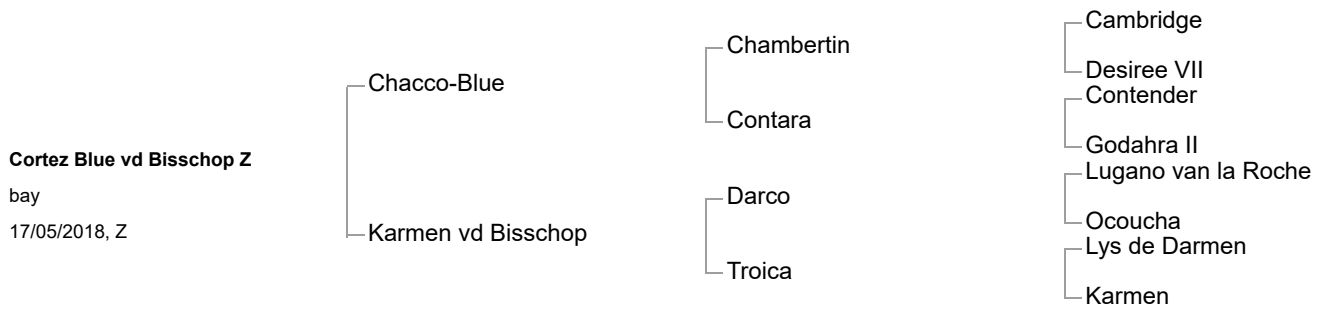 Cortez Blue vd Bisschop Z
bay
17/05/2018, Z
Chacco-Blue
Karmen vd Bisschop
Chambertin
Contara
Darco
Troica
Cambridge
Desiree VII
Contender
Godahra II
Lugano van la Roche
Ocoucha
Lys de Darmen
Karmen